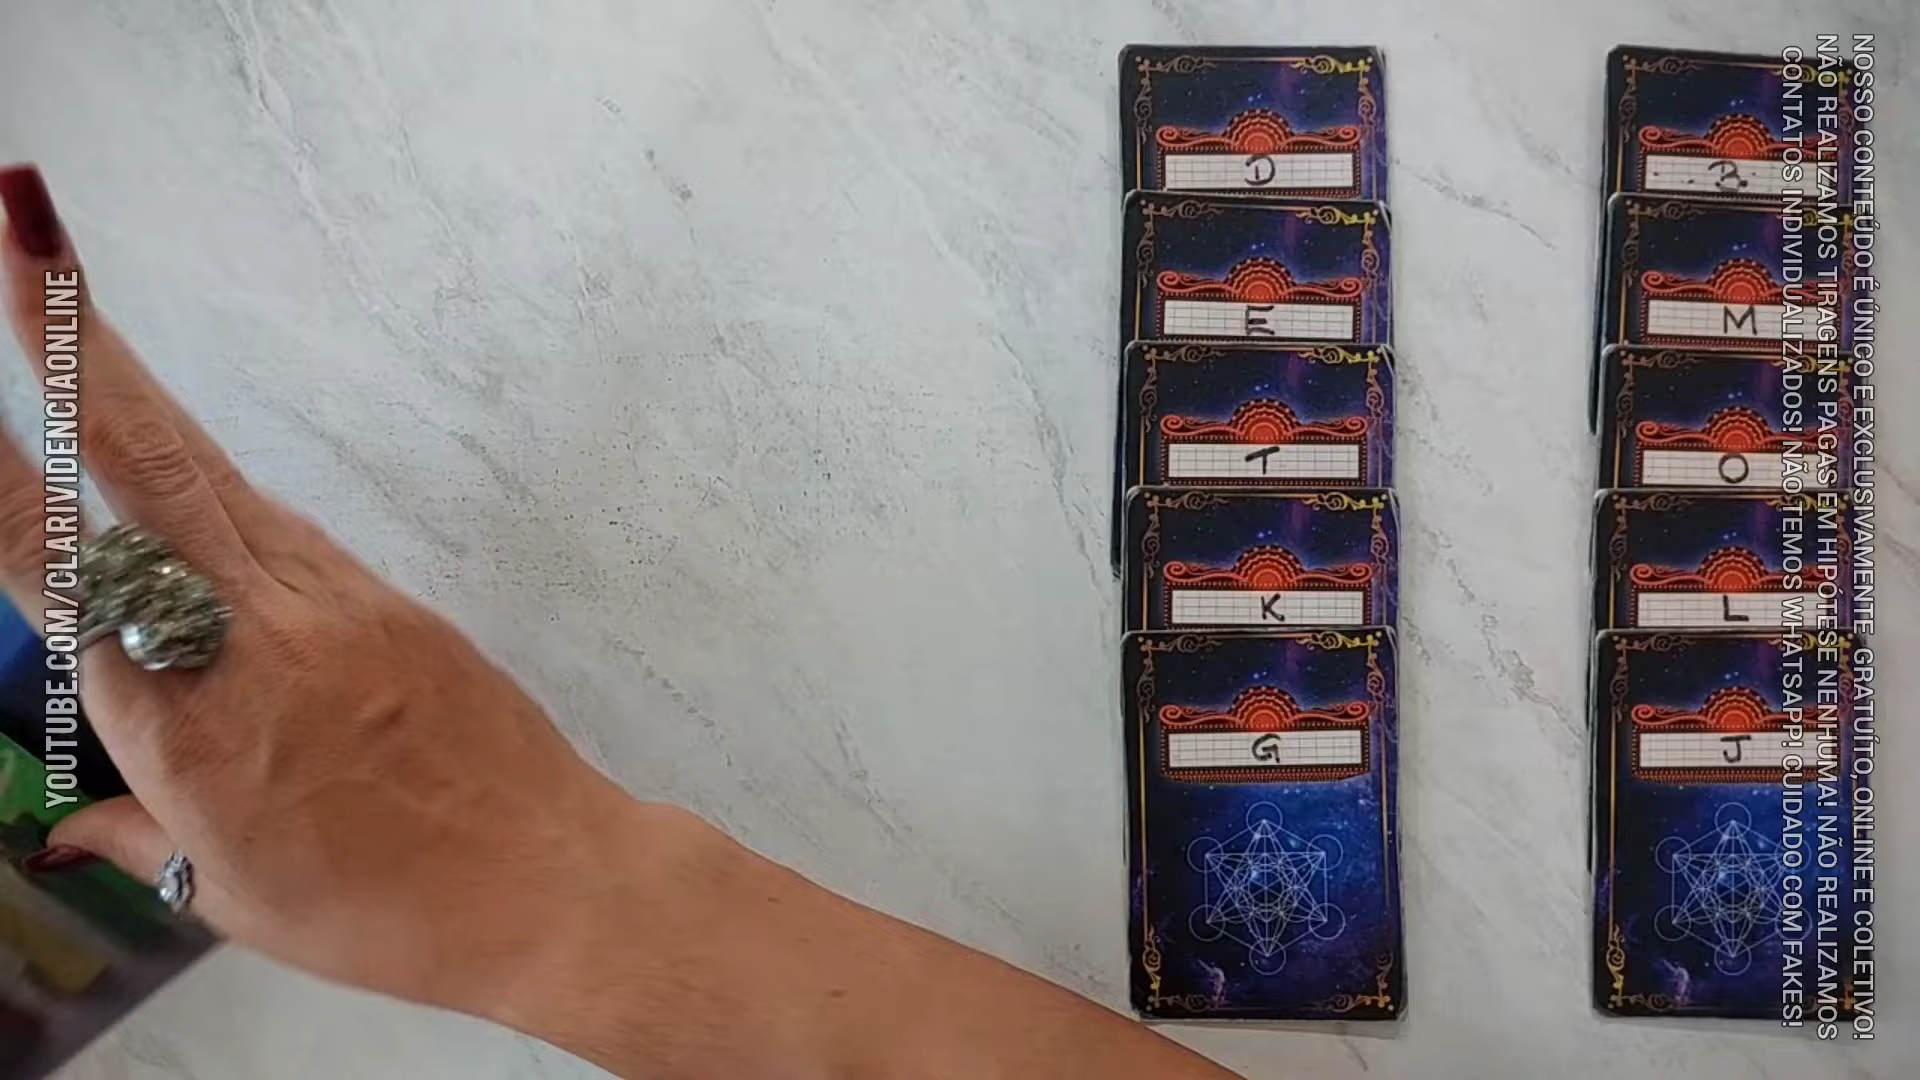 YOUTUBE.COM/CLARIVIDENCIAONLINE
D
E
T
K
G
B
M
O
L
J
NOSSO CONTEÚDO É ÚNICO E EXCLUSIVAMENTE GRATUÍTO, ONLINE E COLETIVO!
NÃO REALIZAMOS TIRAGENS PAGAS EM HIPÓTESE NENHUMA! NÃO REALIZAMOS
CONTATOS INDIVIDUALIZADOS! NÃO TEMOS WHATSAPP! CUIDADO COM FAKES!